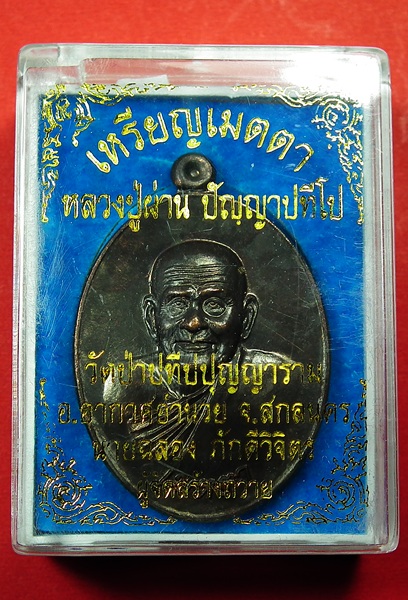 เหรียญเมตตา
หลวงปู่ผ่าน ปัญญาปทีโป
วัดป่าปทีปปุญญาราม
อ.อากาศอำนวย จ.สกลนคร
นายฉลอง ภักดีวิจิตร
ผู้จัดสร้างถวาย